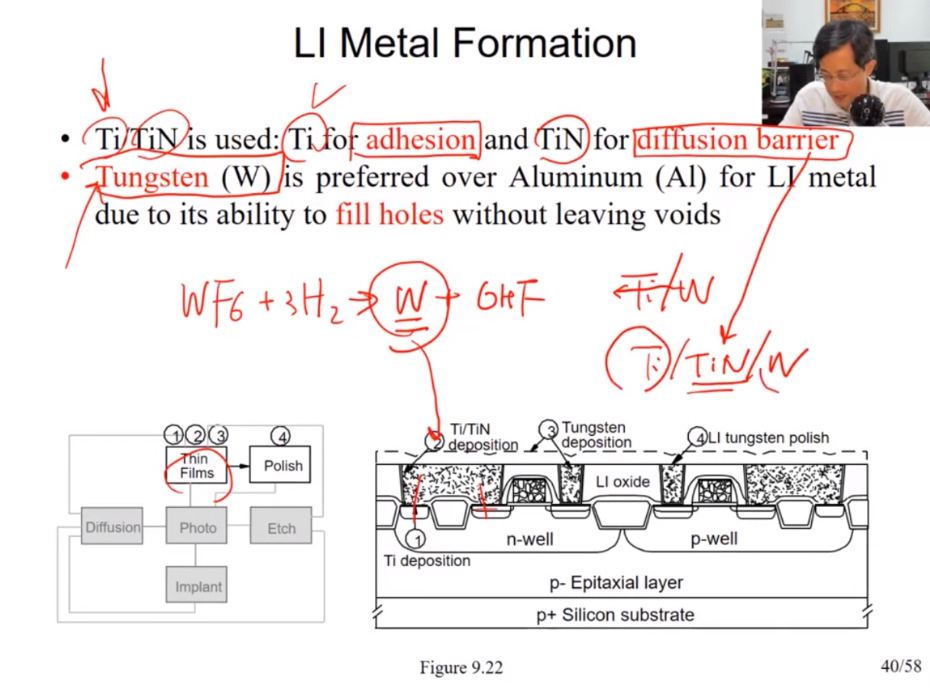 LI Metal Formation
• Ti/TiN is used: Ti for adhesion and TiN for diffusion barrier
• Tungsten (W) is preferred over Aluminum (Al) for LI metal
due to its ability to fill holes without leaving voids
WF6 + 3H2 → W + 6HF
Ti/W
Ti/TiN/W
1 2 3
4
Thin
Films
Polish
Diffusion
Photo
Etch
Implant
2 Ti/TiN
deposition
3 Tungsten
deposition
4 LI tungsten polish
LI oxide
1
Ti deposition
n-well
p-well
p- Epitaxial layer
p+ Silicon substrate
Figure 9.22
40/58